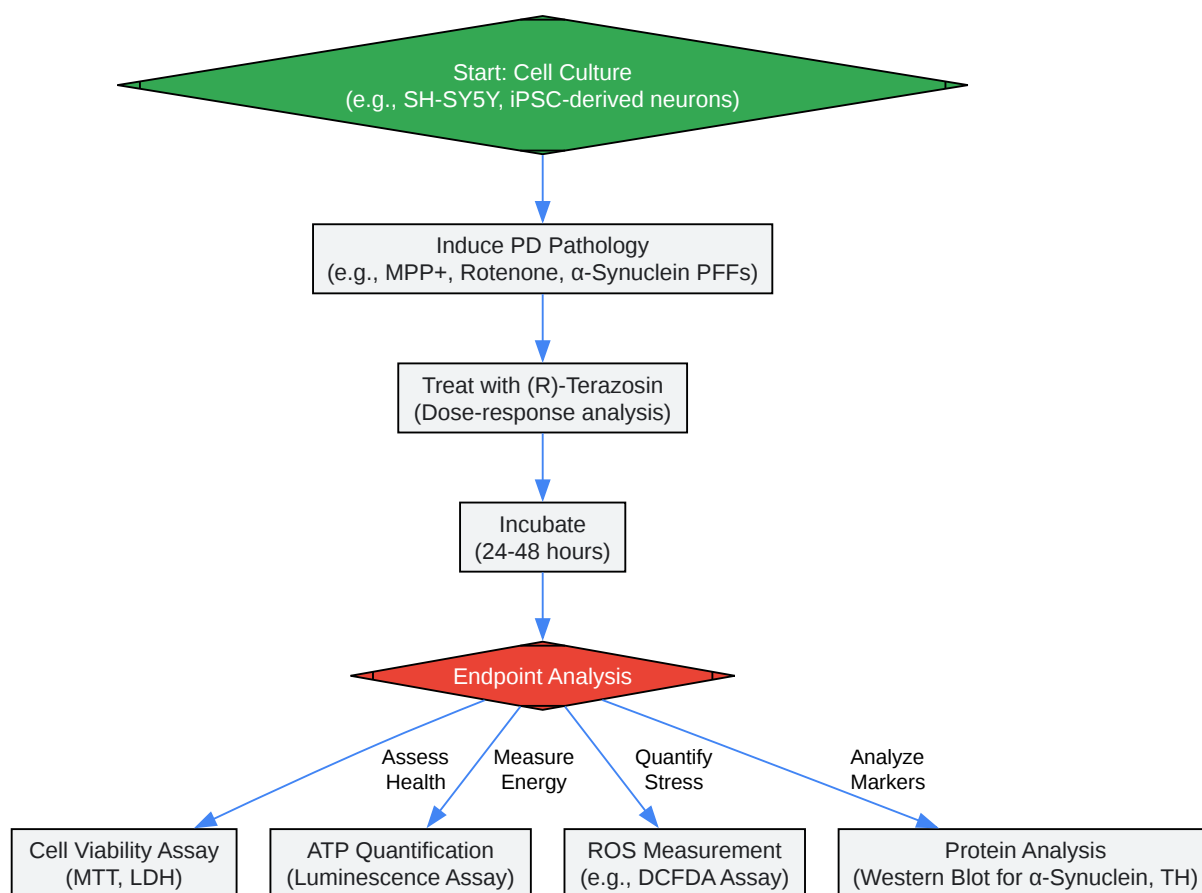 Start: Cell Culture
(e.g., SH-SY5Y, iPSC-derived neurons)
Induce PD Pathology
(e.g., MPP+, Rotenone, α-Synuclein PFFs)
Treat with (R)-Terazosin
(Dose-response analysis)
Incubate
(24-48 hours)
Endpoint Analysis
Assess
Health
Measure
Energy
Quantify
Stress
Analyze
Markers
Cell Viability Assay
(MTT, LDH)
ATP Quantification
(Luminescence Assay)
ROS Measurement
(e.g., DCFDA Assay)
Protein Analysis
(Western Blot for α-Synuclein, TH)